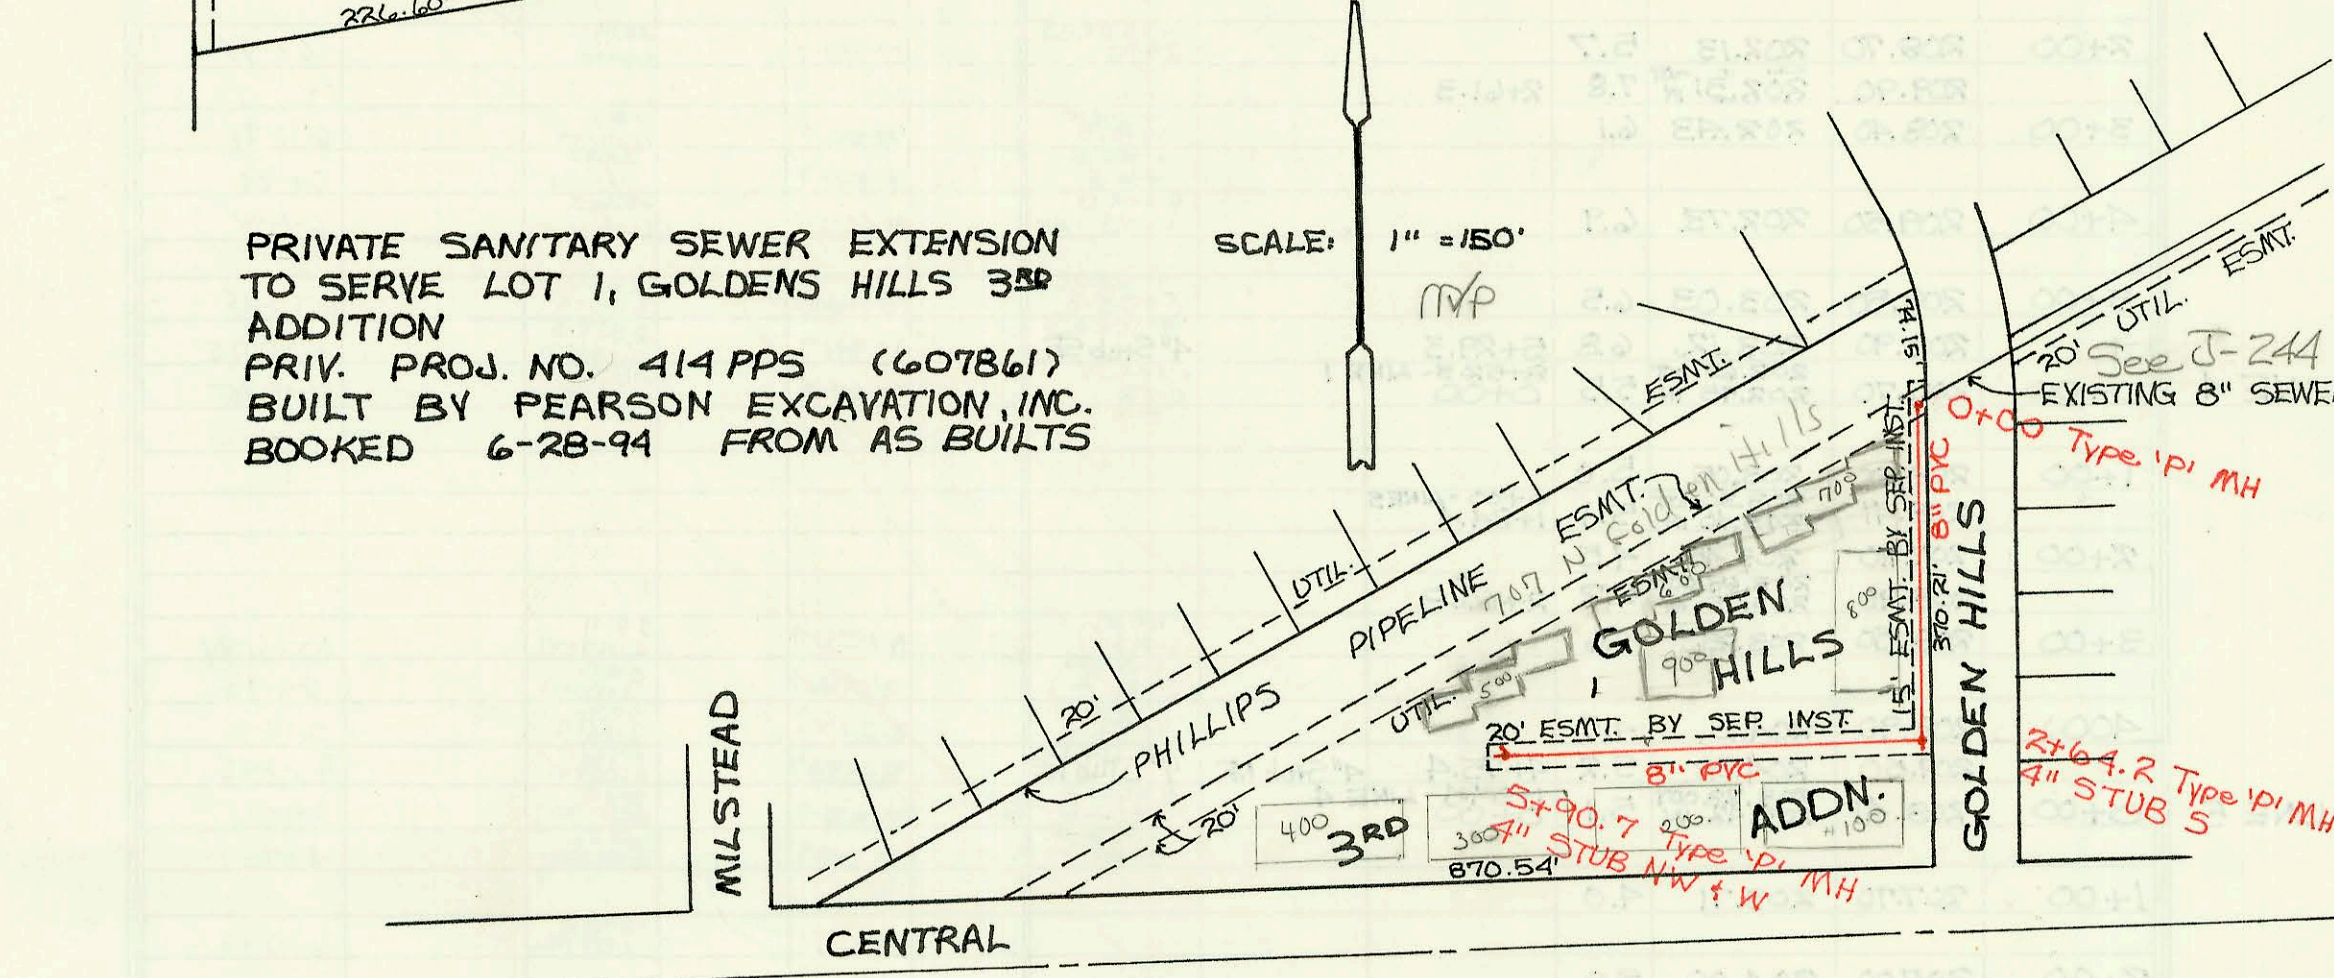 226.60
PRIVATE SANITARY SEWER EXTENSION
TO SERVE LOT 1, GOLDENS HILLS 3RD
ADDITION
PRIV. PROJ. NO. 414 PPS (607861)
BUILT BY PEARSON EXCAVATION, INC.
BOOKED 6-28-94 FROM AS BUILTS
SCALE: 1" = 150'
UTIL. ESMT.
20'
See J-244
EXISTING 8" SEWE
0+00 Type 'P' MH
8" PVC
370.21'
15' ESMT. BY SEP. INST.
GOLDEN HILLS
20' UTIL. ESMT.
PHILLIPS PIPELINE ESMT.
707 N Golden Hills
20' UTIL. ESMT.
GOLDEN
HILLS
1
3RD ADDN.
700
600
500
800
900
400
300
200
100
20' ESMT. BY SEP. INST.
8" PVC
2+64.2 Type 'P' MH
4" STUB S
5+90.7 Type 'P' MH
4" STUB NW & W
870.54'
MILSTEAD
GOLDEN HILLS
CENTRAL